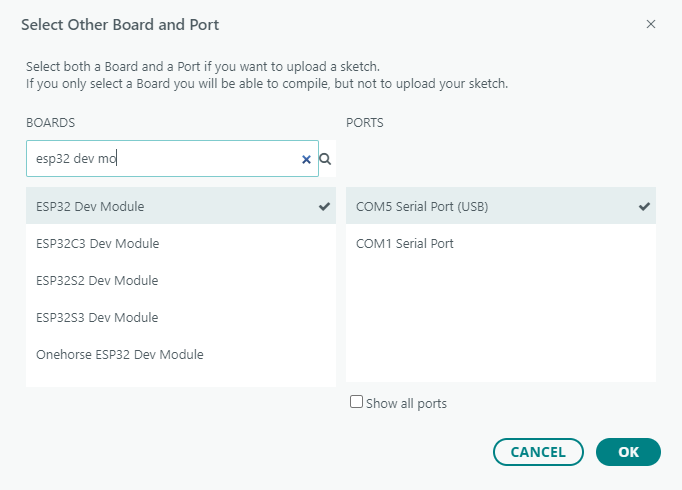 Select Other Board and Port
Select both a Board and a Port if you want to upload a sketch.
If you only select a Board you will be able to compile, but not to upload your sketch.
BOARDS
esp32 dev mo
ESP32 Dev Module
ESP32C3 Dev Module
ESP32S2 Dev Module
ESP32S3 Dev Module
Onehorse ESP32 Dev Module
PORTS
COM5 Serial Port (USB)
COM1 Serial Port
Show all ports
CANCEL
OK